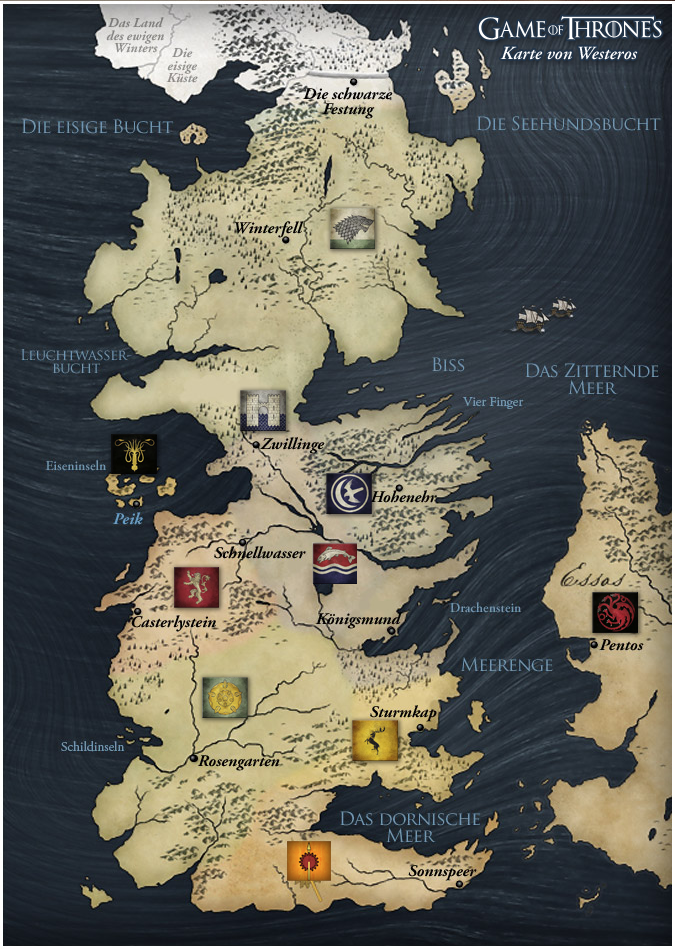 Das Land
des ewigen
Winters
Die
eisige
Küste
GAME OF THRONES
Karte von Westeros
Die schwarze
Festung
DIE EISIGE BUCHT
DIE SEEHUNDSBUCHT
Winterfell
LEUCHTWASSER-
BUCHT
BISS
DAS ZITTERNDE
MEER
Vier Finger
Zwillinge
Eiseninseln
Hohenehr
Peik
Schnellwasser
Essos
Casterlystein
Königsmund
Drachenstein
Pentos
MEERENGE
Sturmkap
Schildinseln
Rosengarten
DAS DORNISCHE
MEER
Sonnspeer